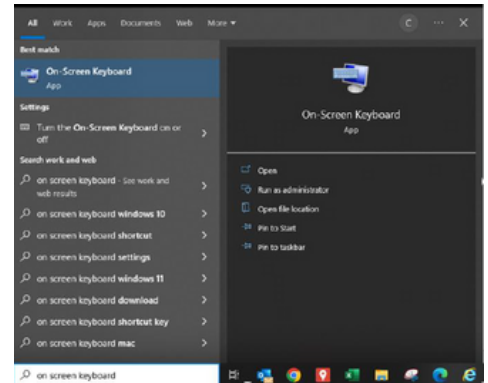 All Work Apps Documents Web More
C
Best match
On-Screen Keyboard
App
Settings
Turn the On-Screen Keyboard on or
off
Search work and web
on screen keyboard - See work and
web results
on screen keyboard windows 10
on screen keyboard shortcut
on screen keyboard settings
on screen keyboard windows 11
on screen keyboard download
on screen keyboard shortcut key
on screen keyboard mac
on screen keyboard
On-Screen Keyboard
App
Open
Run as administrator
Open file location
Pin to Start
Pin to taskbar